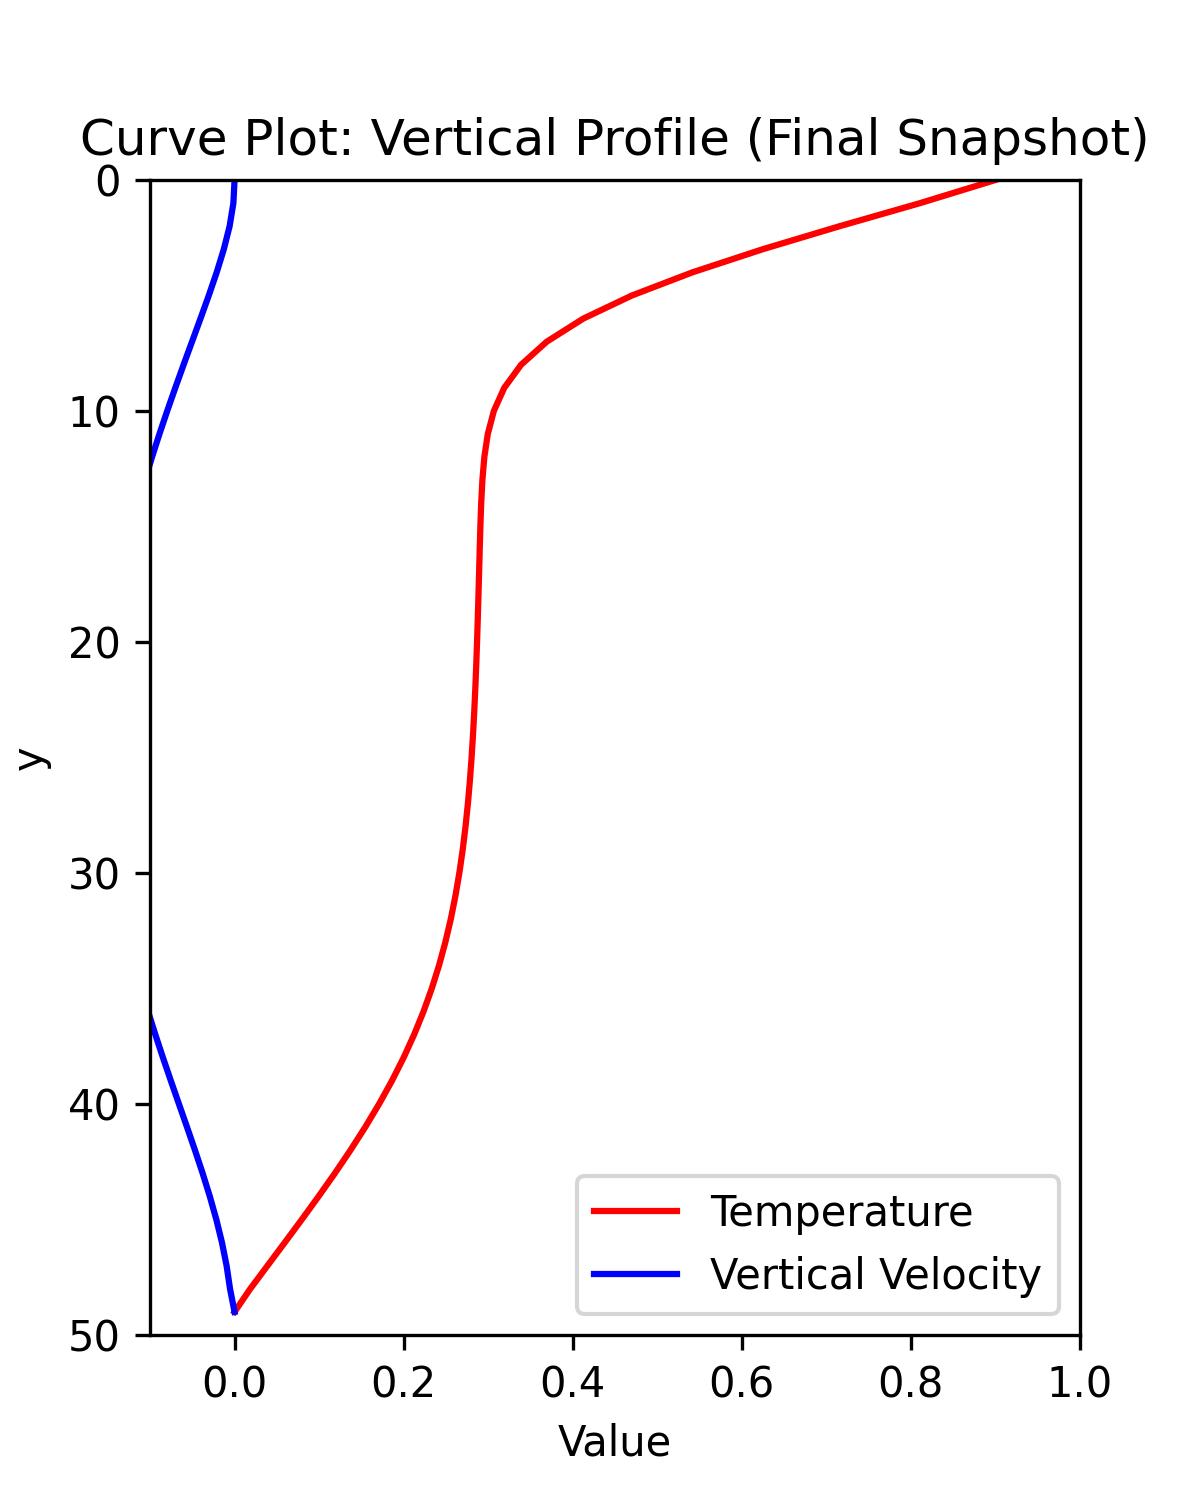 Curve Plot: Vertical Profile (Final Snapshot)
0
10
20
30
40
50
y
Temperature
Vertical Velocity
0.0 0.2 0.4 0.6 0.8 1.0
Value